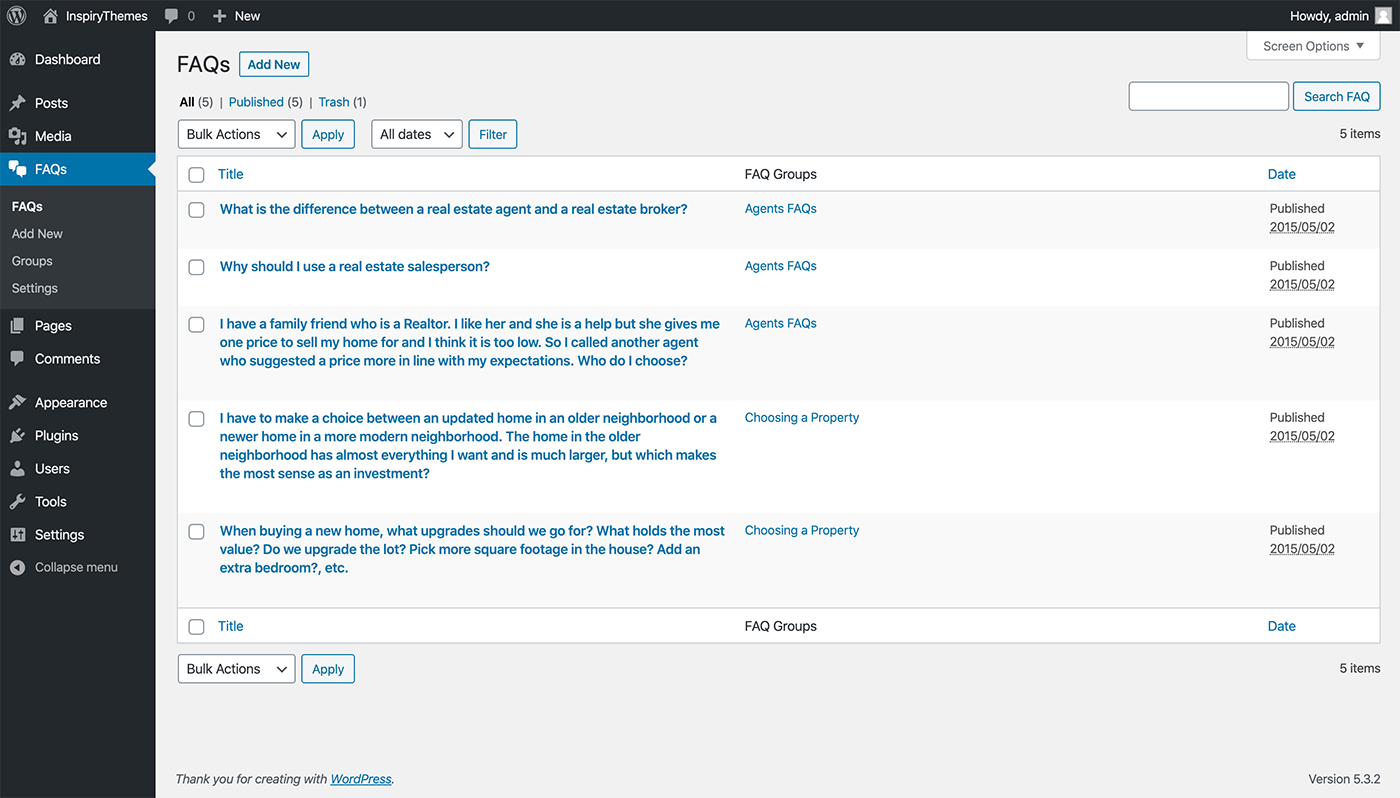 InspiryThemes 0 New Howdy, admin
Screen Options
Dashboard
Posts
Media
FAQs
FAQs
Add New
Groups
Settings
Pages
Comments
Appearance
Plugins
Users
Tools
Settings
Collapse menu
FAQs Add New
All (5) | Published (5) | Trash (1)
Search FAQ
Bulk Actions Apply All dates Filter
5 items
Title FAQ Groups Date
What is the difference between a real estate agent and a real estate broker? Agents FAQs Published
2015/05/02
Why should I use a real estate salesperson? Agents FAQs Published
2015/05/02
I have a family friend who is a Realtor. I like her and she is a help but she gives me Agents FAQs Published
one price to sell my home for and I think it is too low. So I called another agent 2015/05/02
who suggested a price more in line with my expectations. Who do I choose?
I have to make a choice between an updated home in an older neighborhood or a Choosing a Property Published
newer home in a more modern neighborhood. The home in the older 2015/05/02
neighborhood has almost everything I want and is much larger, but which makes
the most sense as an investment?
When buying a new home, what upgrades should we go for? What holds the most Choosing a Property Published
value? Do we upgrade the lot? Pick more square footage in the house? Add an 2015/05/02
extra bedroom?, etc.
Title FAQ Groups Date
Bulk Actions Apply 5 items
Thank you for creating with WordPress. Version 5.3.2